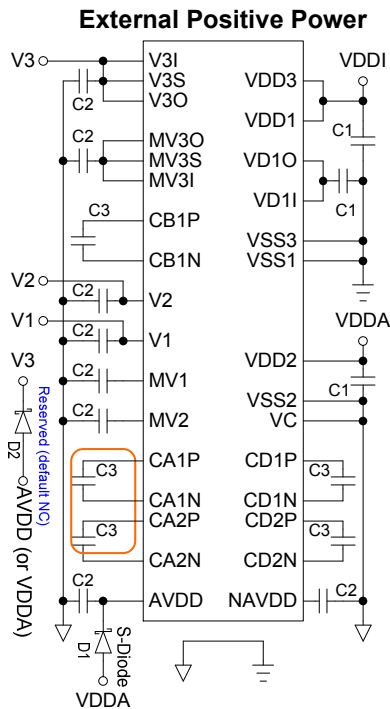 External Positive Power
V3
V3I
V3S
V3O
C2
MV3O
MV3S
MV3I
C2
C3
CB1P
CB1N
V2
C2
V2
V1
C2
V1
C2
MV1
C2
MV2
V3
D2
Reserved (default NC)
AVDD (or VDDA)
C3
CA1P
CA1N
C3
CA2P
CA2N
C2
AVDD
D1
S-Diode
VDDA
VDDI
VDD3
VDD1
C1
VD1O
VD1I
C1
VSS3
VSS1
VDDA
VDD2
C1
VSS2
VC
CD1P
C3
CD1N
CD2P
C3
CD2N
NAVDD
C2